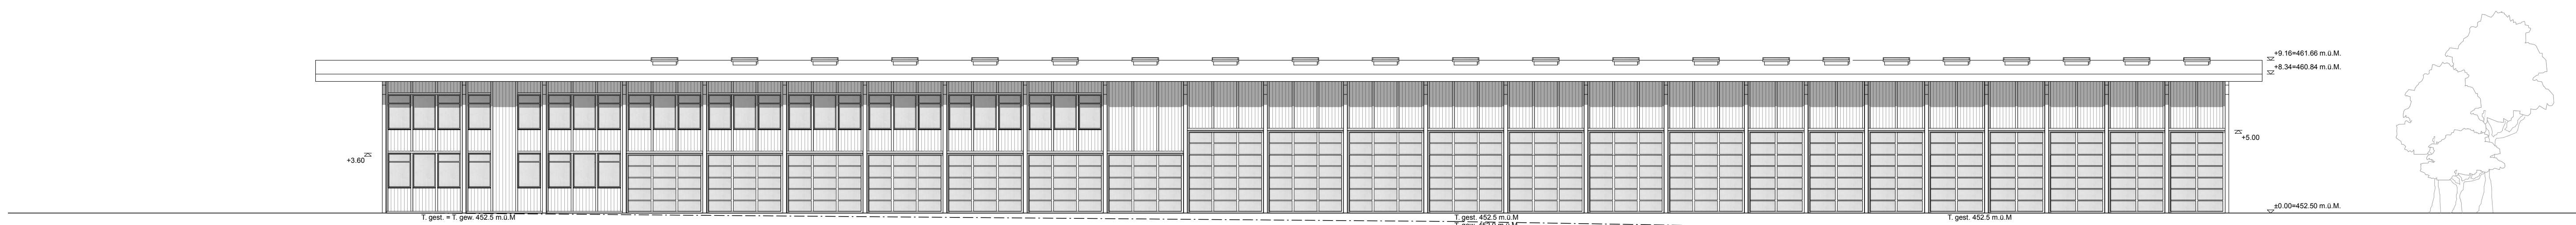 +9.16=461.66 m.ü.M.
+8.34=460.84 m.ü.M.
+5.00
+3.60
±0.00=452.50 m.ü.M.
T. gest. = T. gew. 452.5 m.ü.M
T. gest. 452.5 m.ü.M
T. gest. 452.5 m.ü.M